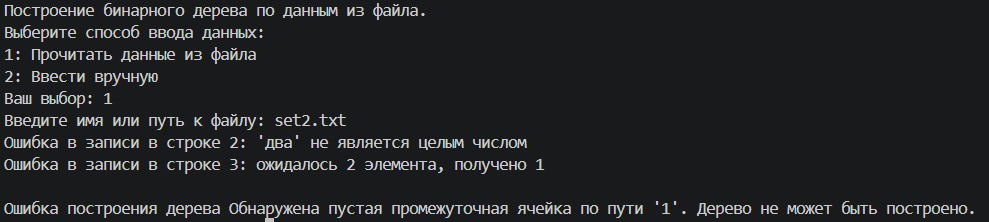 Построение бинарного дерева по данным из файла.
Выберите способ ввода данных:
1: Прочитать данные из файла
2: Ввести вручную
Ваш выбор: 1
Введите имя или путь к файлу: set2.txt
Ошибка в записи в строке 2: 'два' не является целым числом
Ошибка в записи в строке 3: ожидалось 2 элемента, получено 1
Ошибка построения дерева Обнаружена пустая промежуточная ячейка по пути '1'. Дерево не может быть построено.